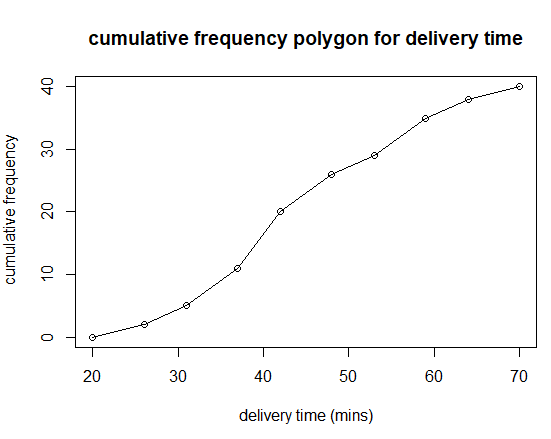 cumulative frequency polygon for delivery time
cumulative frequency
40
30
20
10
0
20 30 40 50 60 70
delivery time (mins)